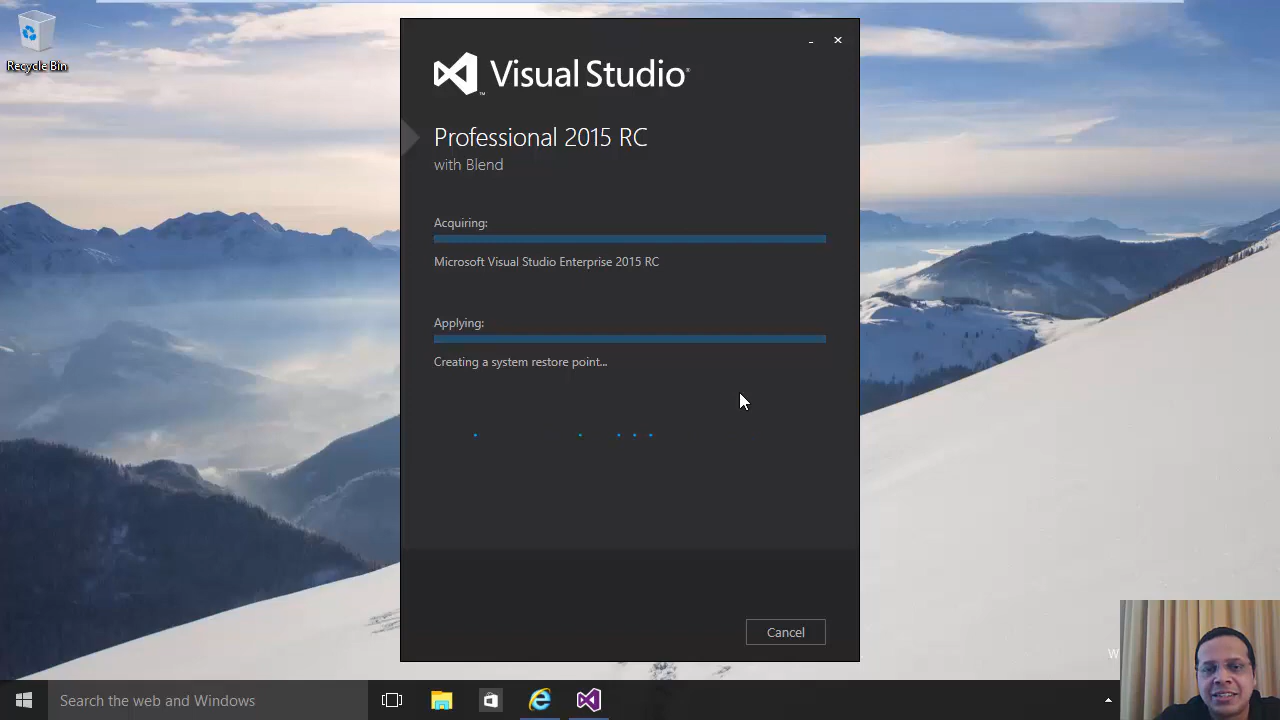 Recycle Bin
Visual Studio®
™
Professional 2015 RC
with Blend
Acquiring:
Microsoft Visual Studio Enterprise 2015 RC
Applying:
Creating a system restore point...
Cancel
W
Search the web and Windows